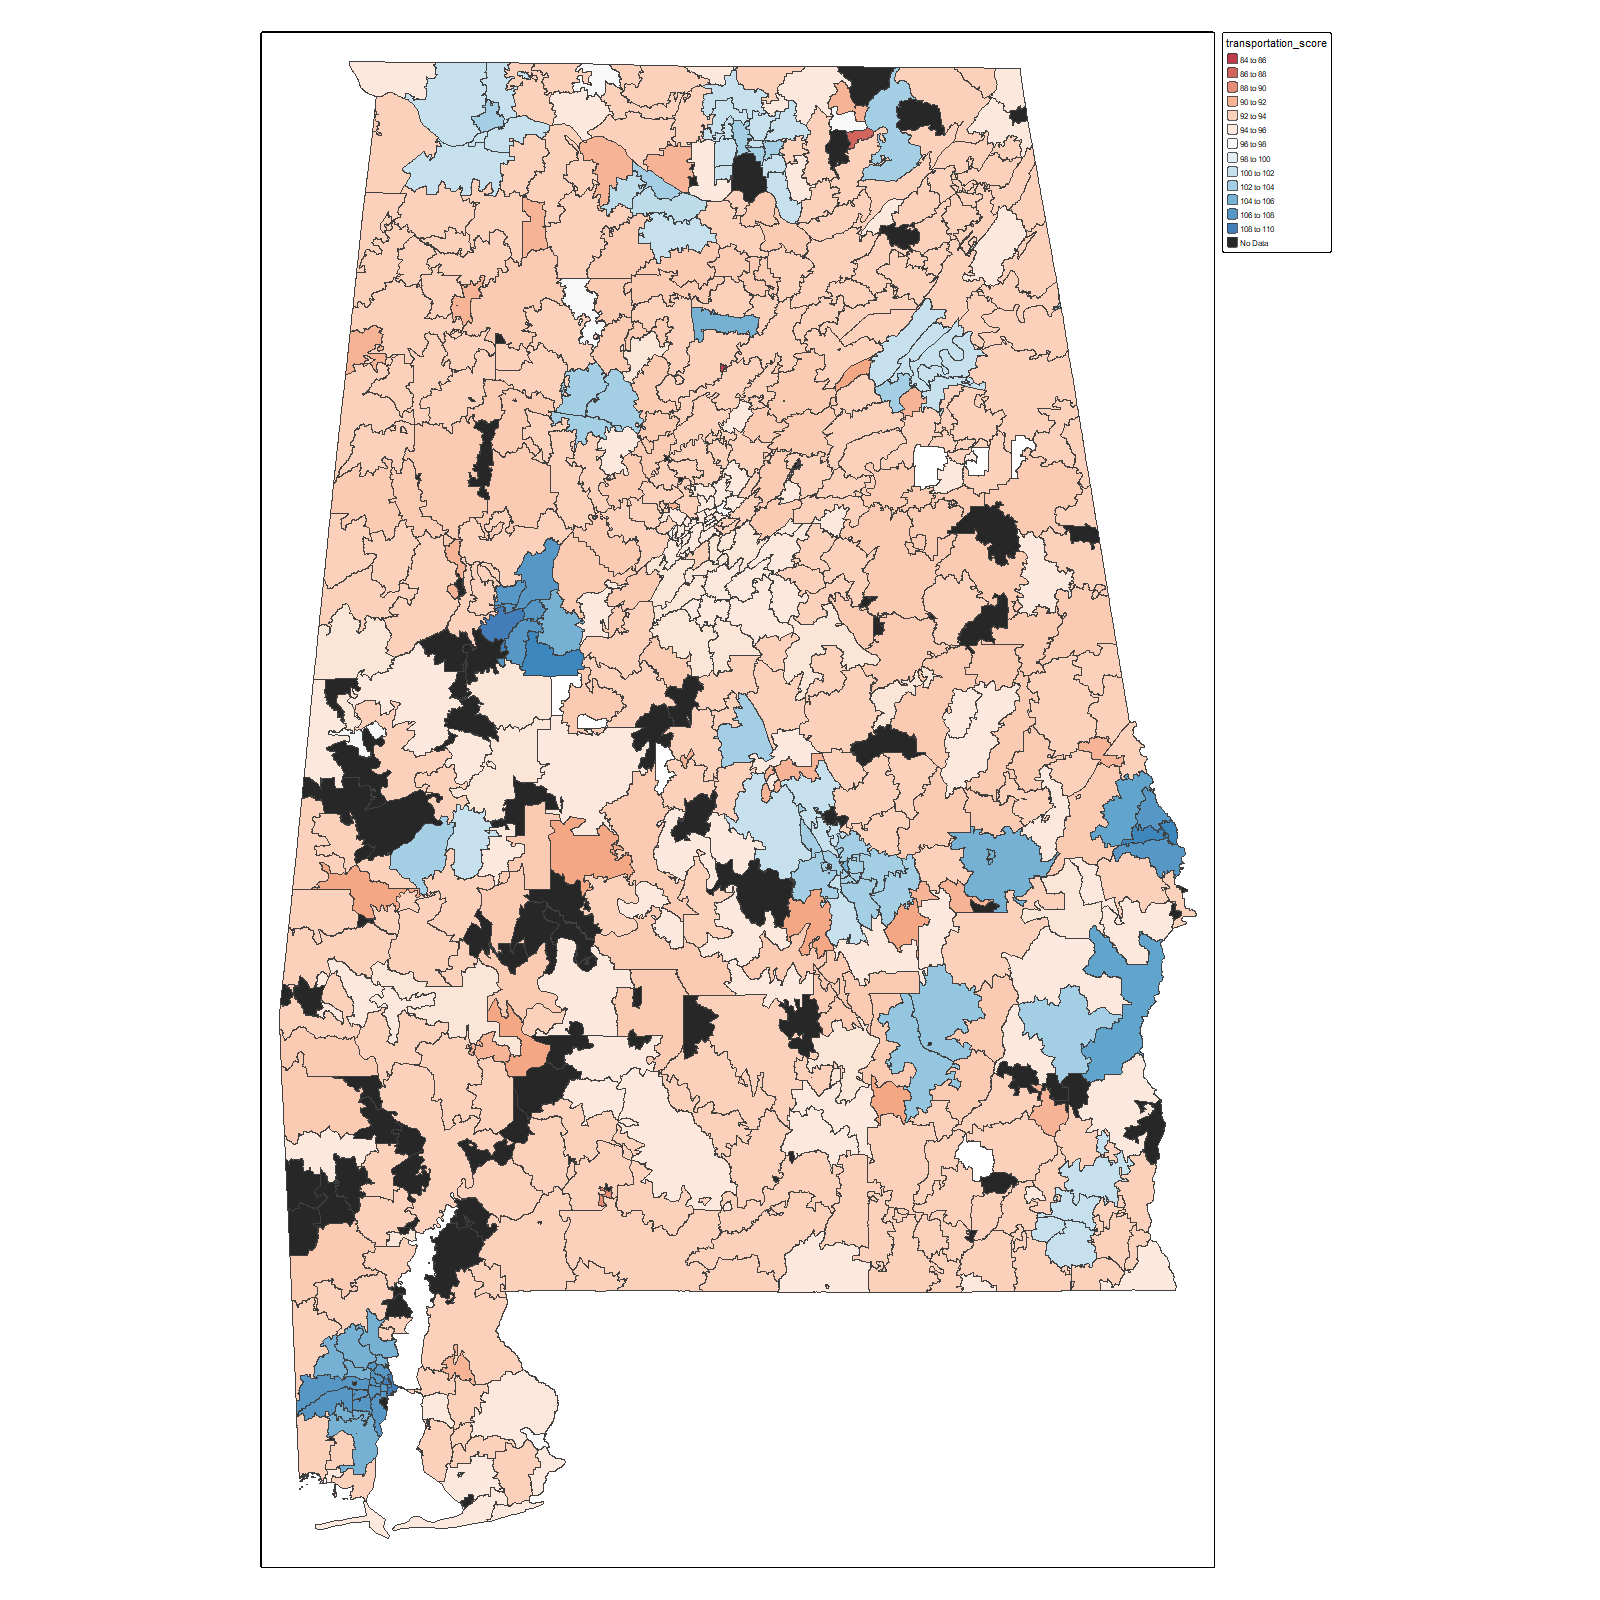 transportation_score
84 to 86
86 to 88
88 to 90
90 to 92
92 to 94
94 to 96
96 to 98
98 to 100
100 to 102
102 to 104
104 to 106
106 to 108
108 to 110
No Data